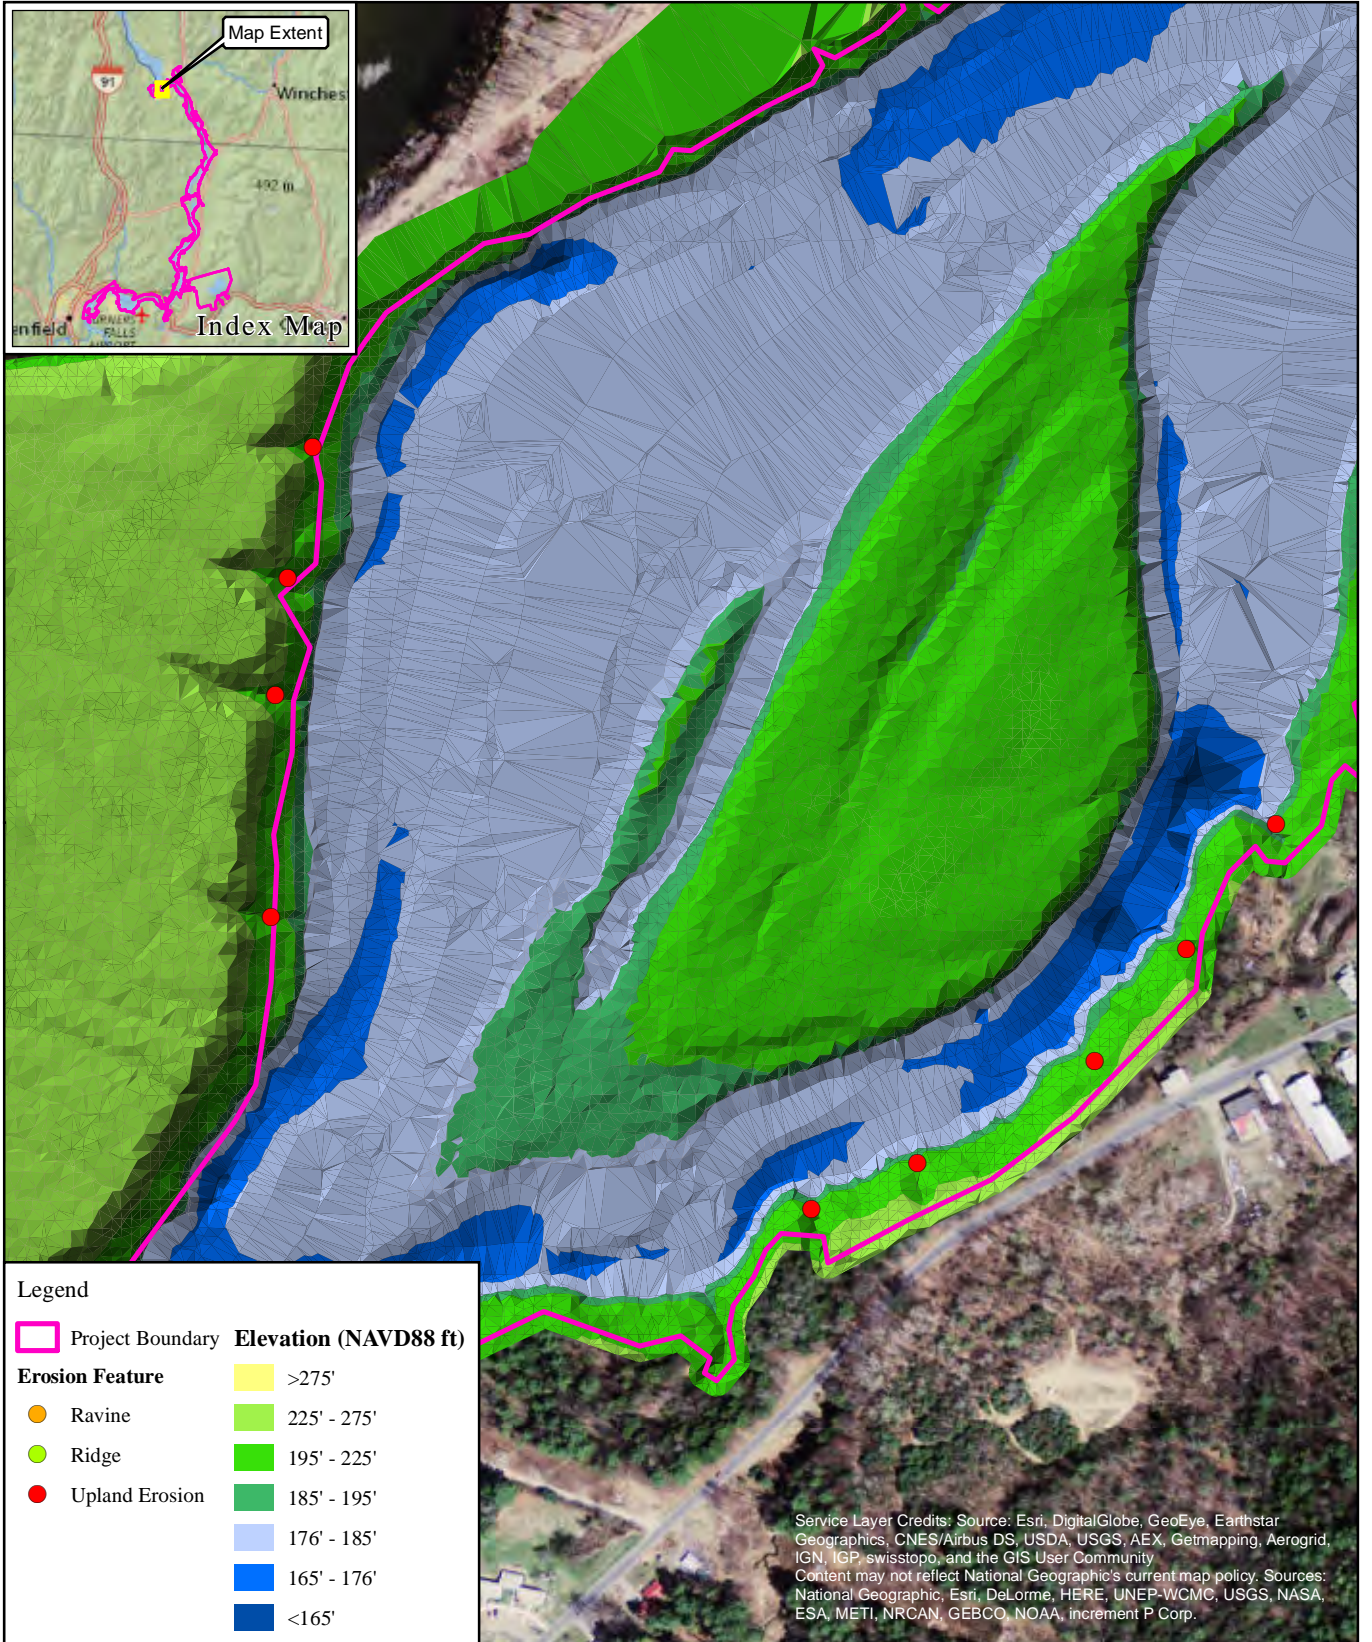 Map Extent
91
Winches
492 m
enfield
FALLS
Index Map
Legend
Project Boundary
Erosion Feature
Ravine
Ridge
Upland Erosion
Elevation (NAVD88 ft)
>275'
225' - 275'
195' - 225'
185' - 195'
176' - 185'
165' - 176'
<165'
Service Layer Credits: Source: Esri, DigitalGlobe, GeoEye, Earthstar
Geographics, CNES/Airbus DS, USDA, USGS, AEX, Getmapping, Aerogrid,
IGN, IGP, swisstopo, and the GIS User Community
Content may not reflect National Geographic's current map policy. Sources:
National Geographic, Esri, DeLorme, HERE, UNEP-WCMC, USGS, NASA,
ESA, METI, NRCAN, GEBCO, NOAA, increment P Corp.